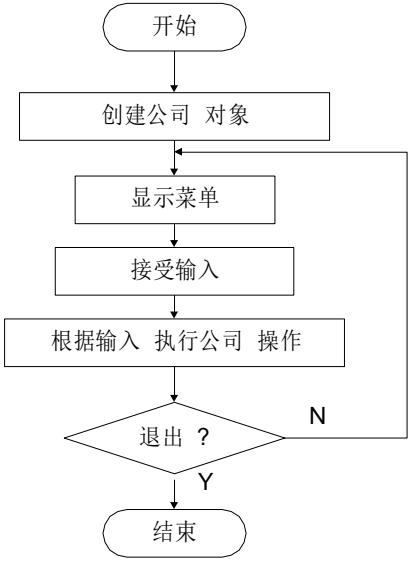 开始
创建公司 对象
显示菜单
接受输入
根据输入 执行公司 操作
退出 ?
N
Y
结束